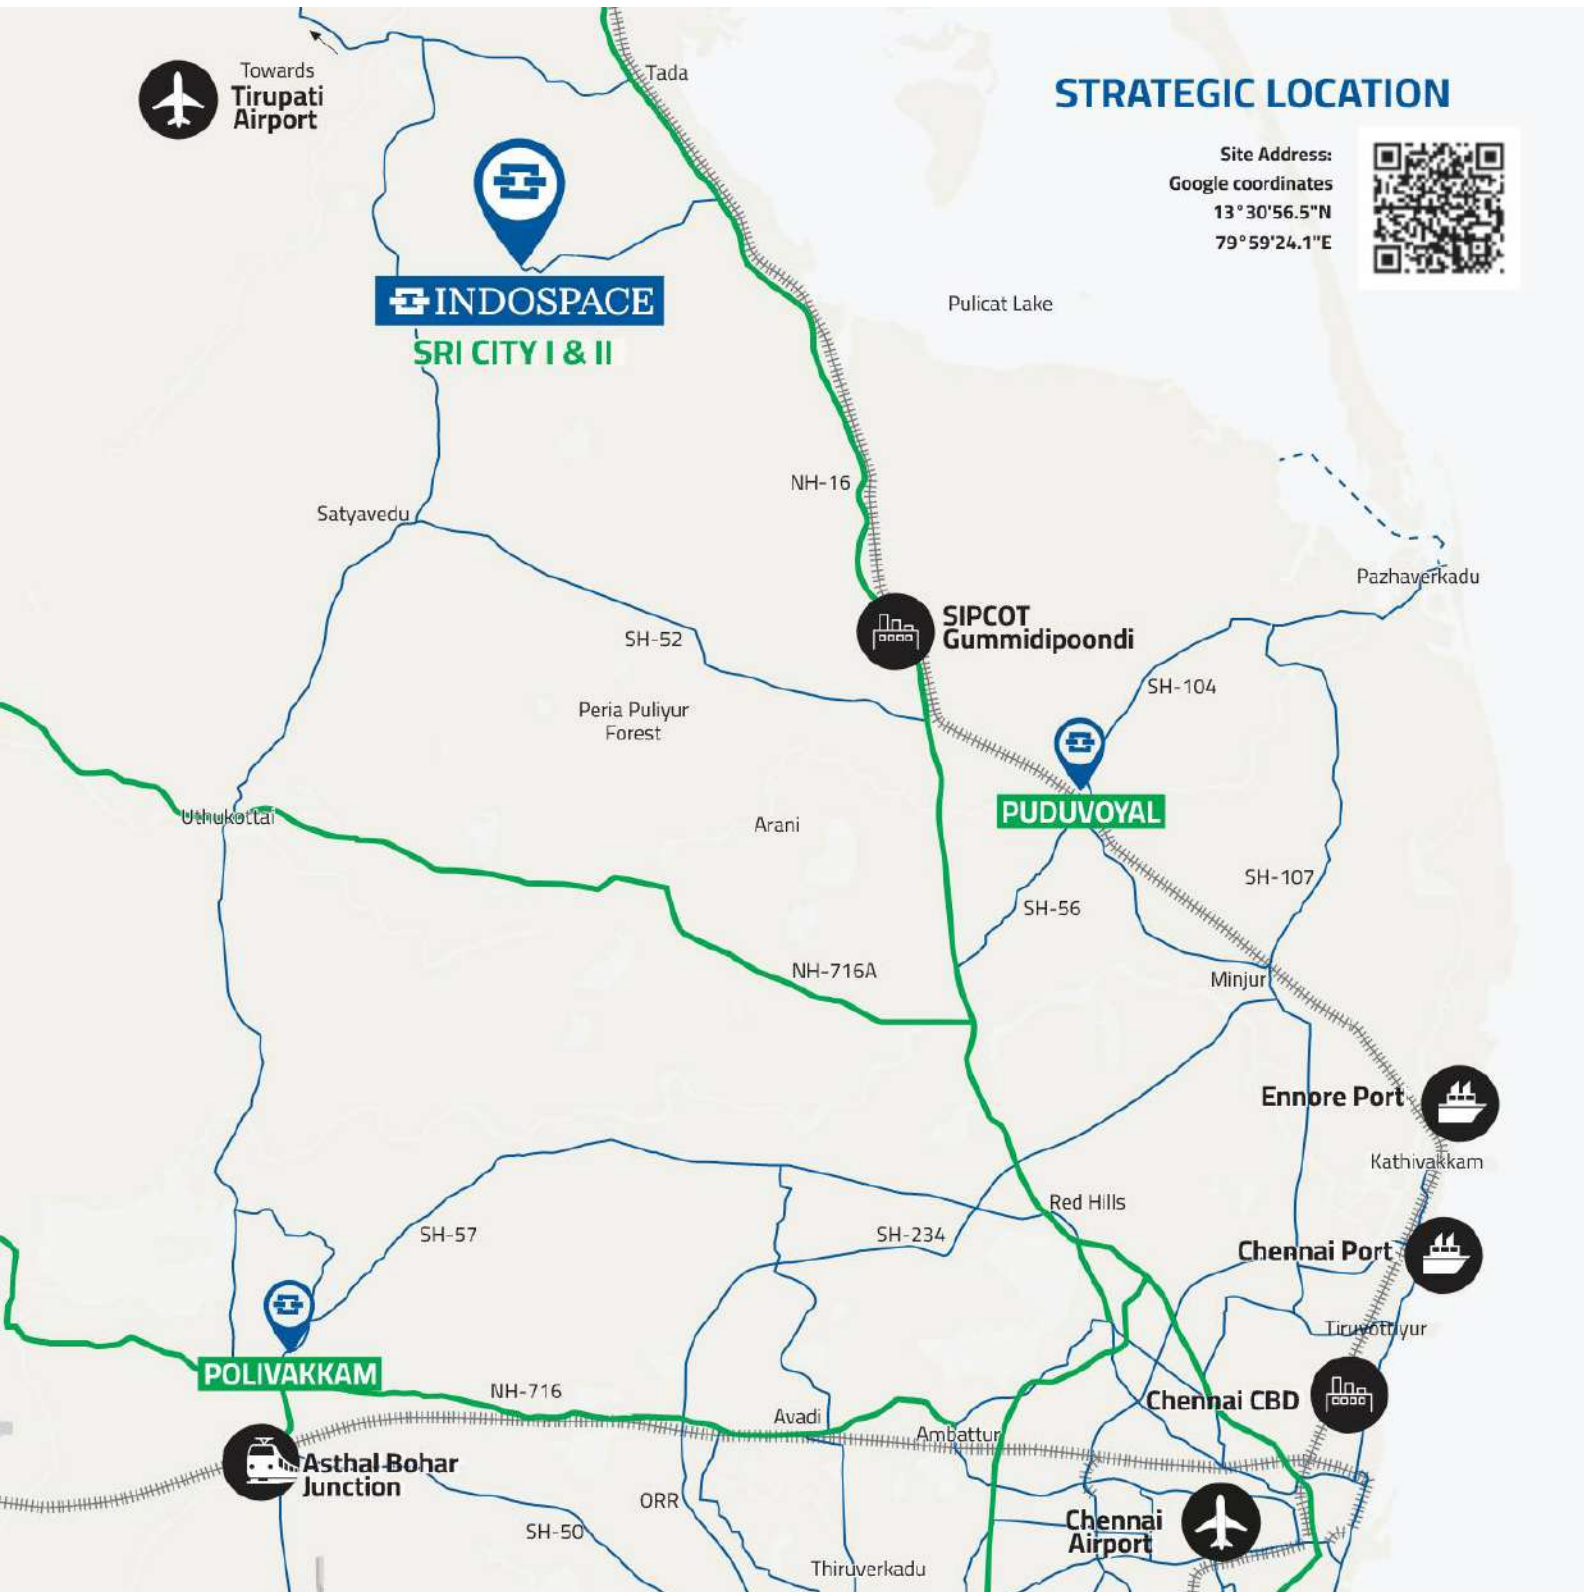 Towards
Tirupati
Airport
Tada
STRATEGIC LOCATION
Site Address:
Google coordinates
13°30'56.5"N
79°59'24.1"E
INDOSPACE
SRI CITY I & II
Pulicat Lake
NH-16
Satyavedu
Pazhaverkadu
SIPCOT
Gummidipoondi
SH-52
SH-104
Peria Puliyur
Forest
PUDUVOYAL
Uthukottai
Arani
SH-107
SH-56
NH-716A
Minjur
Ennore Port
Kathivakkam
Red Hills
SH-57
SH-234
Chennai Port
Tiruvottiyur
POLIVAKKAM
NH-716
Chennai CBD
Avadi
Ambattur
Asthal Bohar
Junction
ORR
SH-50
Chennai
Airport
Thiruverkadu